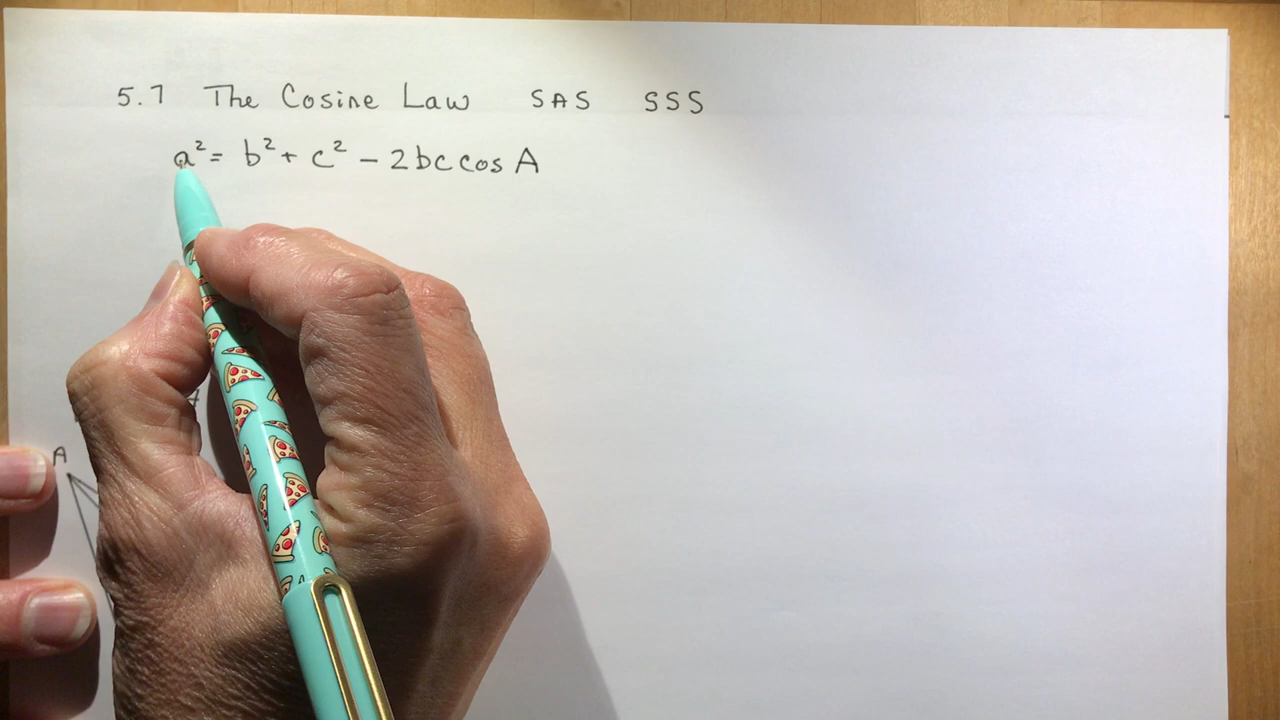 5.7 The Cosine Law SAS SSS
a² = b² + c² - 2bc cos A
A